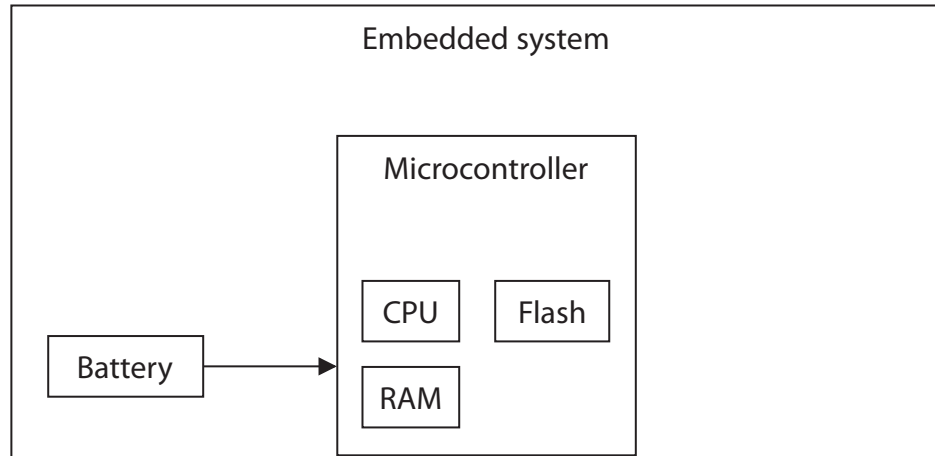 Embedded system
Microcontroller
CPU
Flash
Battery
RAM